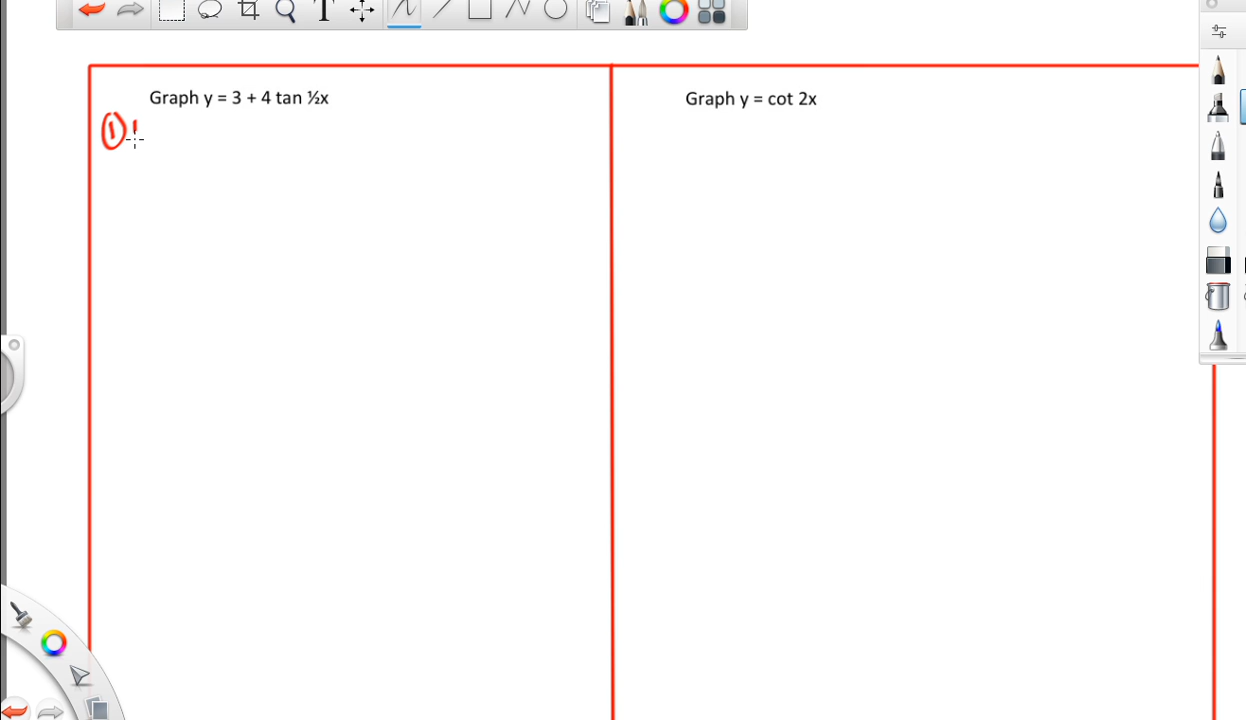 Graph y = 3 + 4 tan ½x
Graph y = cot 2x
①